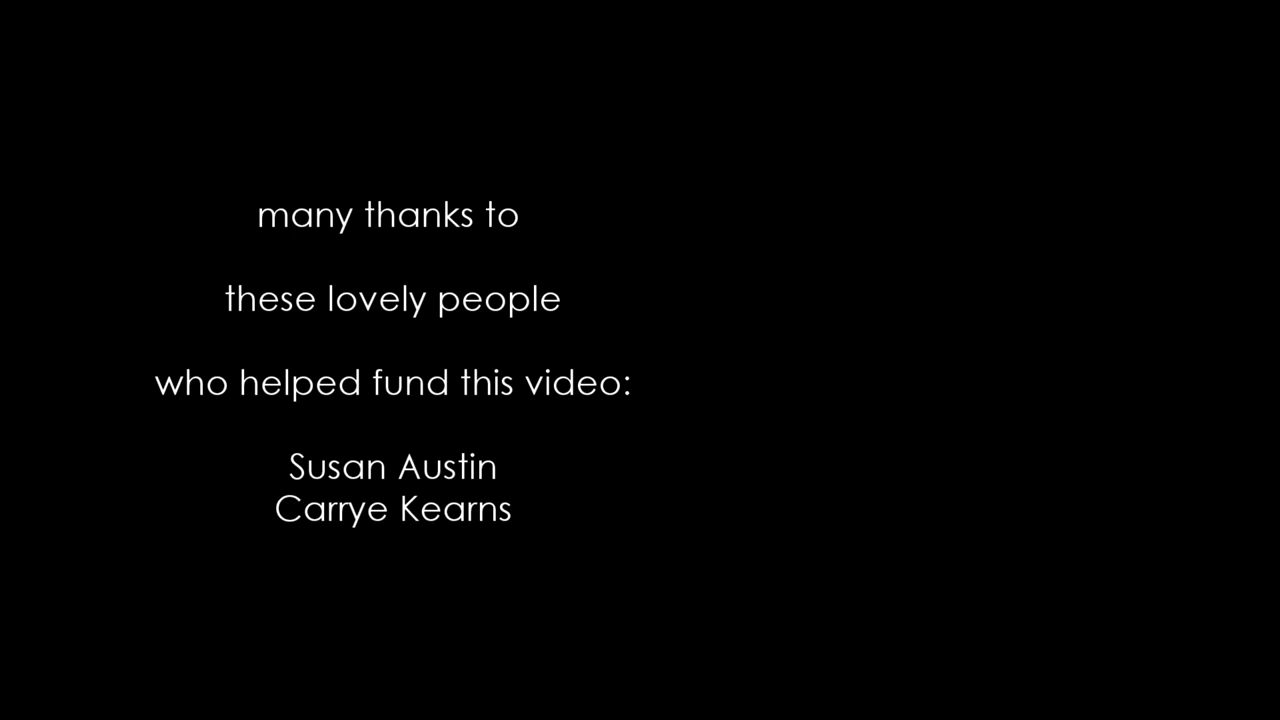 many thanks to
these lovely people
who helped fund this video:
Susan Austin
Carrye Kearns